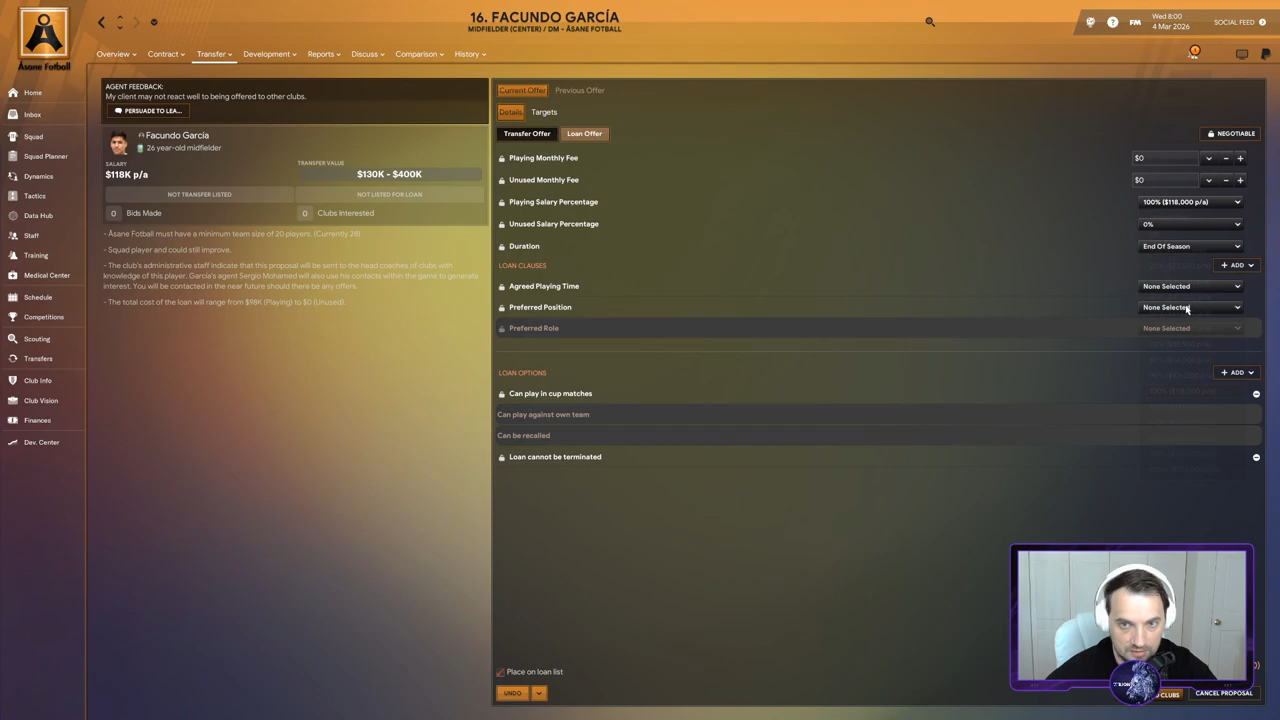 16. FACUNDO GARCÍA
MIDFIELDER (CENTER) / DM - ÅSANE FOTBALL
FM
Wed 8:00
4 Mar 2026
SOCIAL FEED
Åsane Fotball
Overview
Contract
Transfer
Development
Reports
Discuss
Comparison
History
Home
Inbox
Squad
Squad Planner
Dynamics
Tactics
Data Hub
Staff
Training
Medical Center
Schedule
Competitions
Scouting
Transfers
Club Info
Club Vision
Finances
Dev. Center
AGENT FEEDBACK:
My client may not react well to being offered to other clubs.
PERSUADE TO LEA...
Facundo García
26 year-old midfielder
SALARY
$118K p/a
TRANSFER VALUE
$130K - $400K
NOT TRANSFER LISTED
NOT LISTED FOR LOAN
0 Bids Made
0 Clubs Interested
- Åsane Fotball must have a minimum team size of 20 players. (Currently 28)
- Squad player and could still improve.
- The club's administrative staff indicate that this proposal will be sent to the head coaches of clubs with
knowledge of this player. García's agent Sergio Mohamed will also use his contacts within the game to generate
interest. You will be contacted in the near future should there be any offers.
- The total cost of the loan will range from $98K (Playing) to $0 (Unused).
Current Offer
Previous Offer
Details
Targets
Transfer Offer
Loan Offer
NEGOTIABLE
Playing Monthly Fee
$0
Unused Monthly Fee
$0
Playing Salary Percentage
100% ($118,000 p/a)
Unused Salary Percentage
0%
Duration
End Of Season
LOAN CLAUSES
+ ADD
Agreed Playing Time
None Selected
Preferred Position
None Selected
Preferred Role
None Selected
LOAN OPTIONS
+ ADD
Can play in cup matches
Can play against own team
Can be recalled
Loan cannot be terminated
Place on loan list
UNDO
CLUBS
CANCEL PROPOSAL